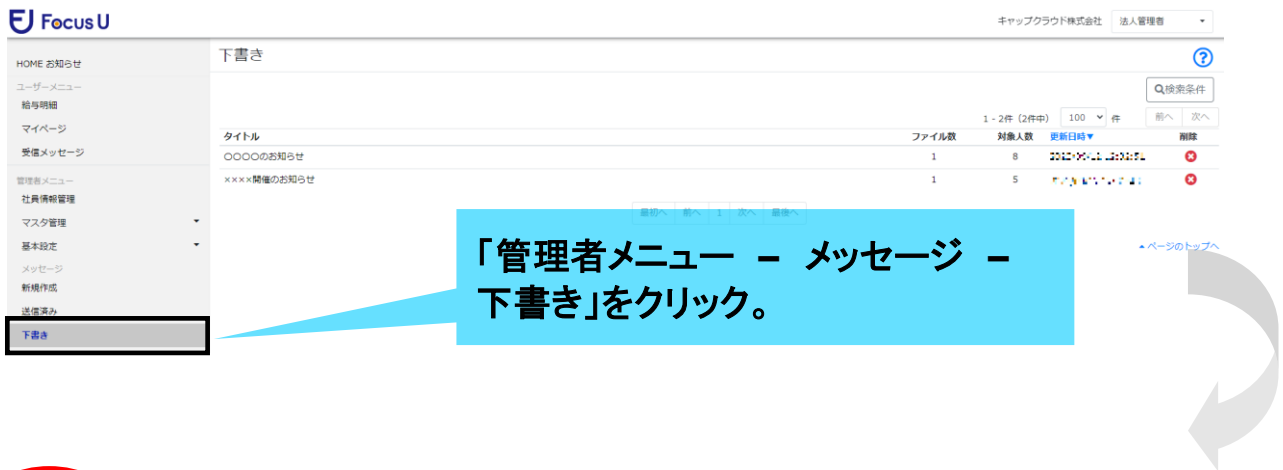 Focus U
キャップクラウド株式会社 法人管理者
HOME お知らせ
ユーザーメニュー
給与明細
マイページ
受信メッセージ
管理者メニュー
社員情報管理
マスタ管理
基本設定
メッセージ
新規作成
送信済み
下書き
下書き
検索条件
1 - 2件（2件中） 100 件 前へ 次へ
タイトル ファイル数 対象人数 更新日時▼ 削除
〇〇〇〇のお知らせ 1 8
××××開催のお知らせ 1 5
最初へ 前へ 1 次へ 最後へ
ページのトップへ
「管理者メニュー － メッセージ －
下書き」をクリック。